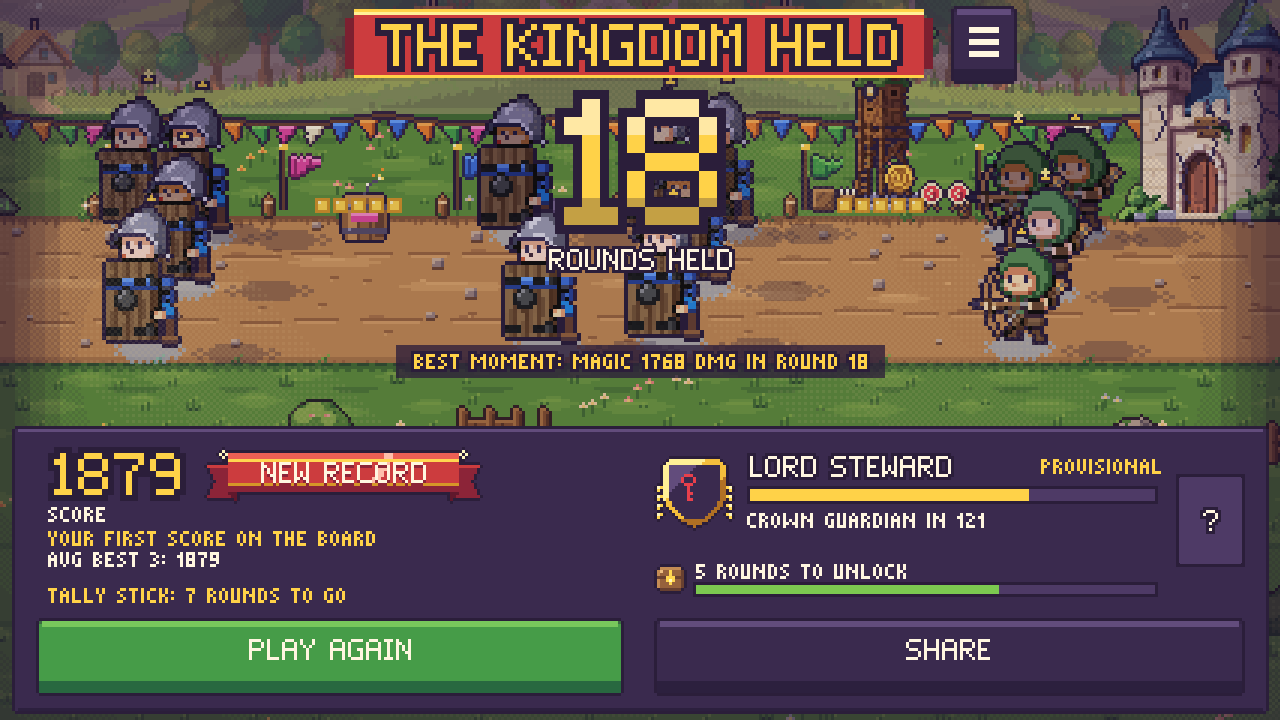 THE KINGDOM HELD
18
ROUNDS HELD
BEST MOMENT: MAGIC 1768 DMG IN ROUND 18
1879
NEW RECORD
SCORE
YOUR FIRST SCORE ON THE BOARD
AVG BEST 3: 1879
TALLY STICK: 7 ROUNDS TO GO
PLAY AGAIN
LORD STEWARD
PROVISIONAL
CROWN GUARDIAN IN 121
?
5 ROUNDS TO UNLOCK
SHARE